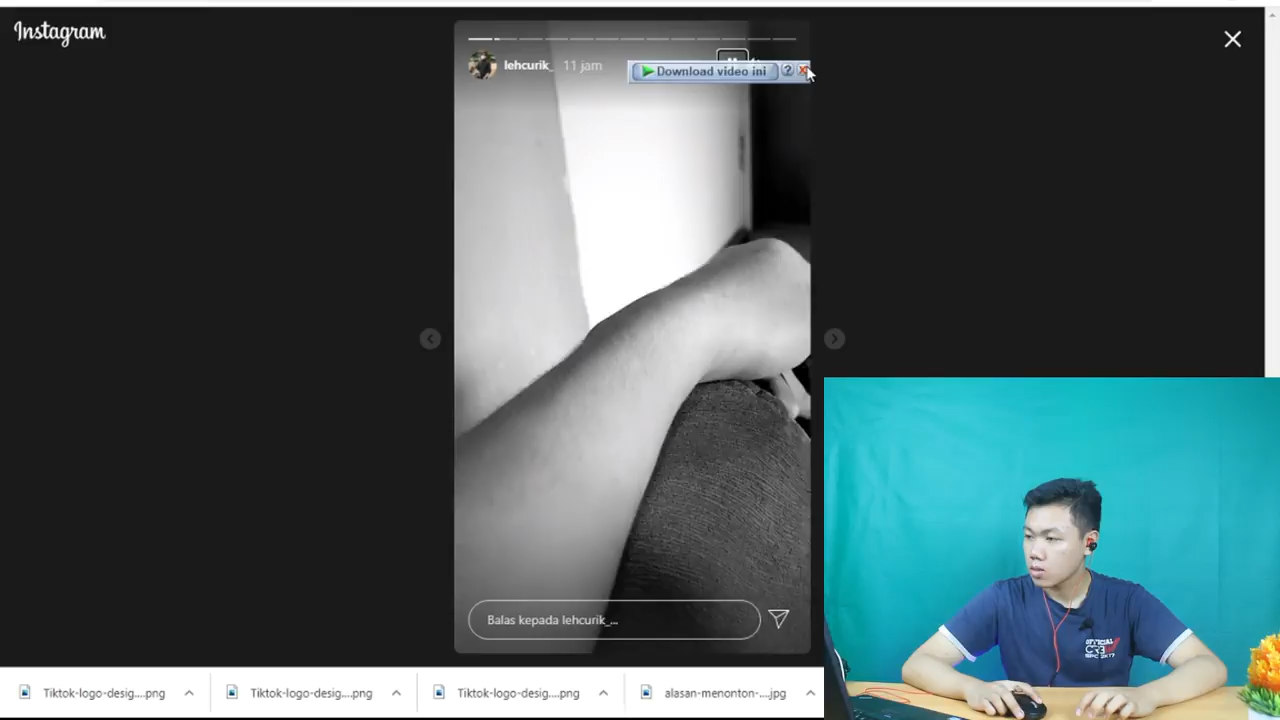 Instagram
lehcurik_ 11 jam
Download video ini ?
Balas kepada lehcurik_...
Tiktok-logo-desig....png
Tiktok-logo-desig....png
Tiktok-logo-desig....png
alasan-menonton-....jpg
OFFICIAL